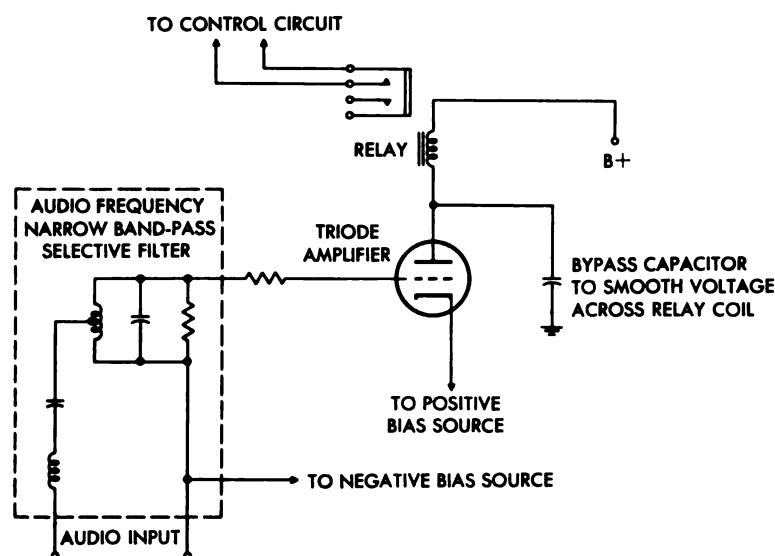 TO CONTROL CIRCUIT
RELAY
B+
AUDIO FREQUENCY
NARROW BAND-PASS
SELECTIVE FILTER
TRIODE
AMPLIFIER
BYPASS CAPACITOR
TO SMOOTH VOLTAGE
ACROSS RELAY COIL
TO POSITIVE
BIAS SOURCE
TO NEGATIVE BIAS SOURCE
AUDIO INPUT